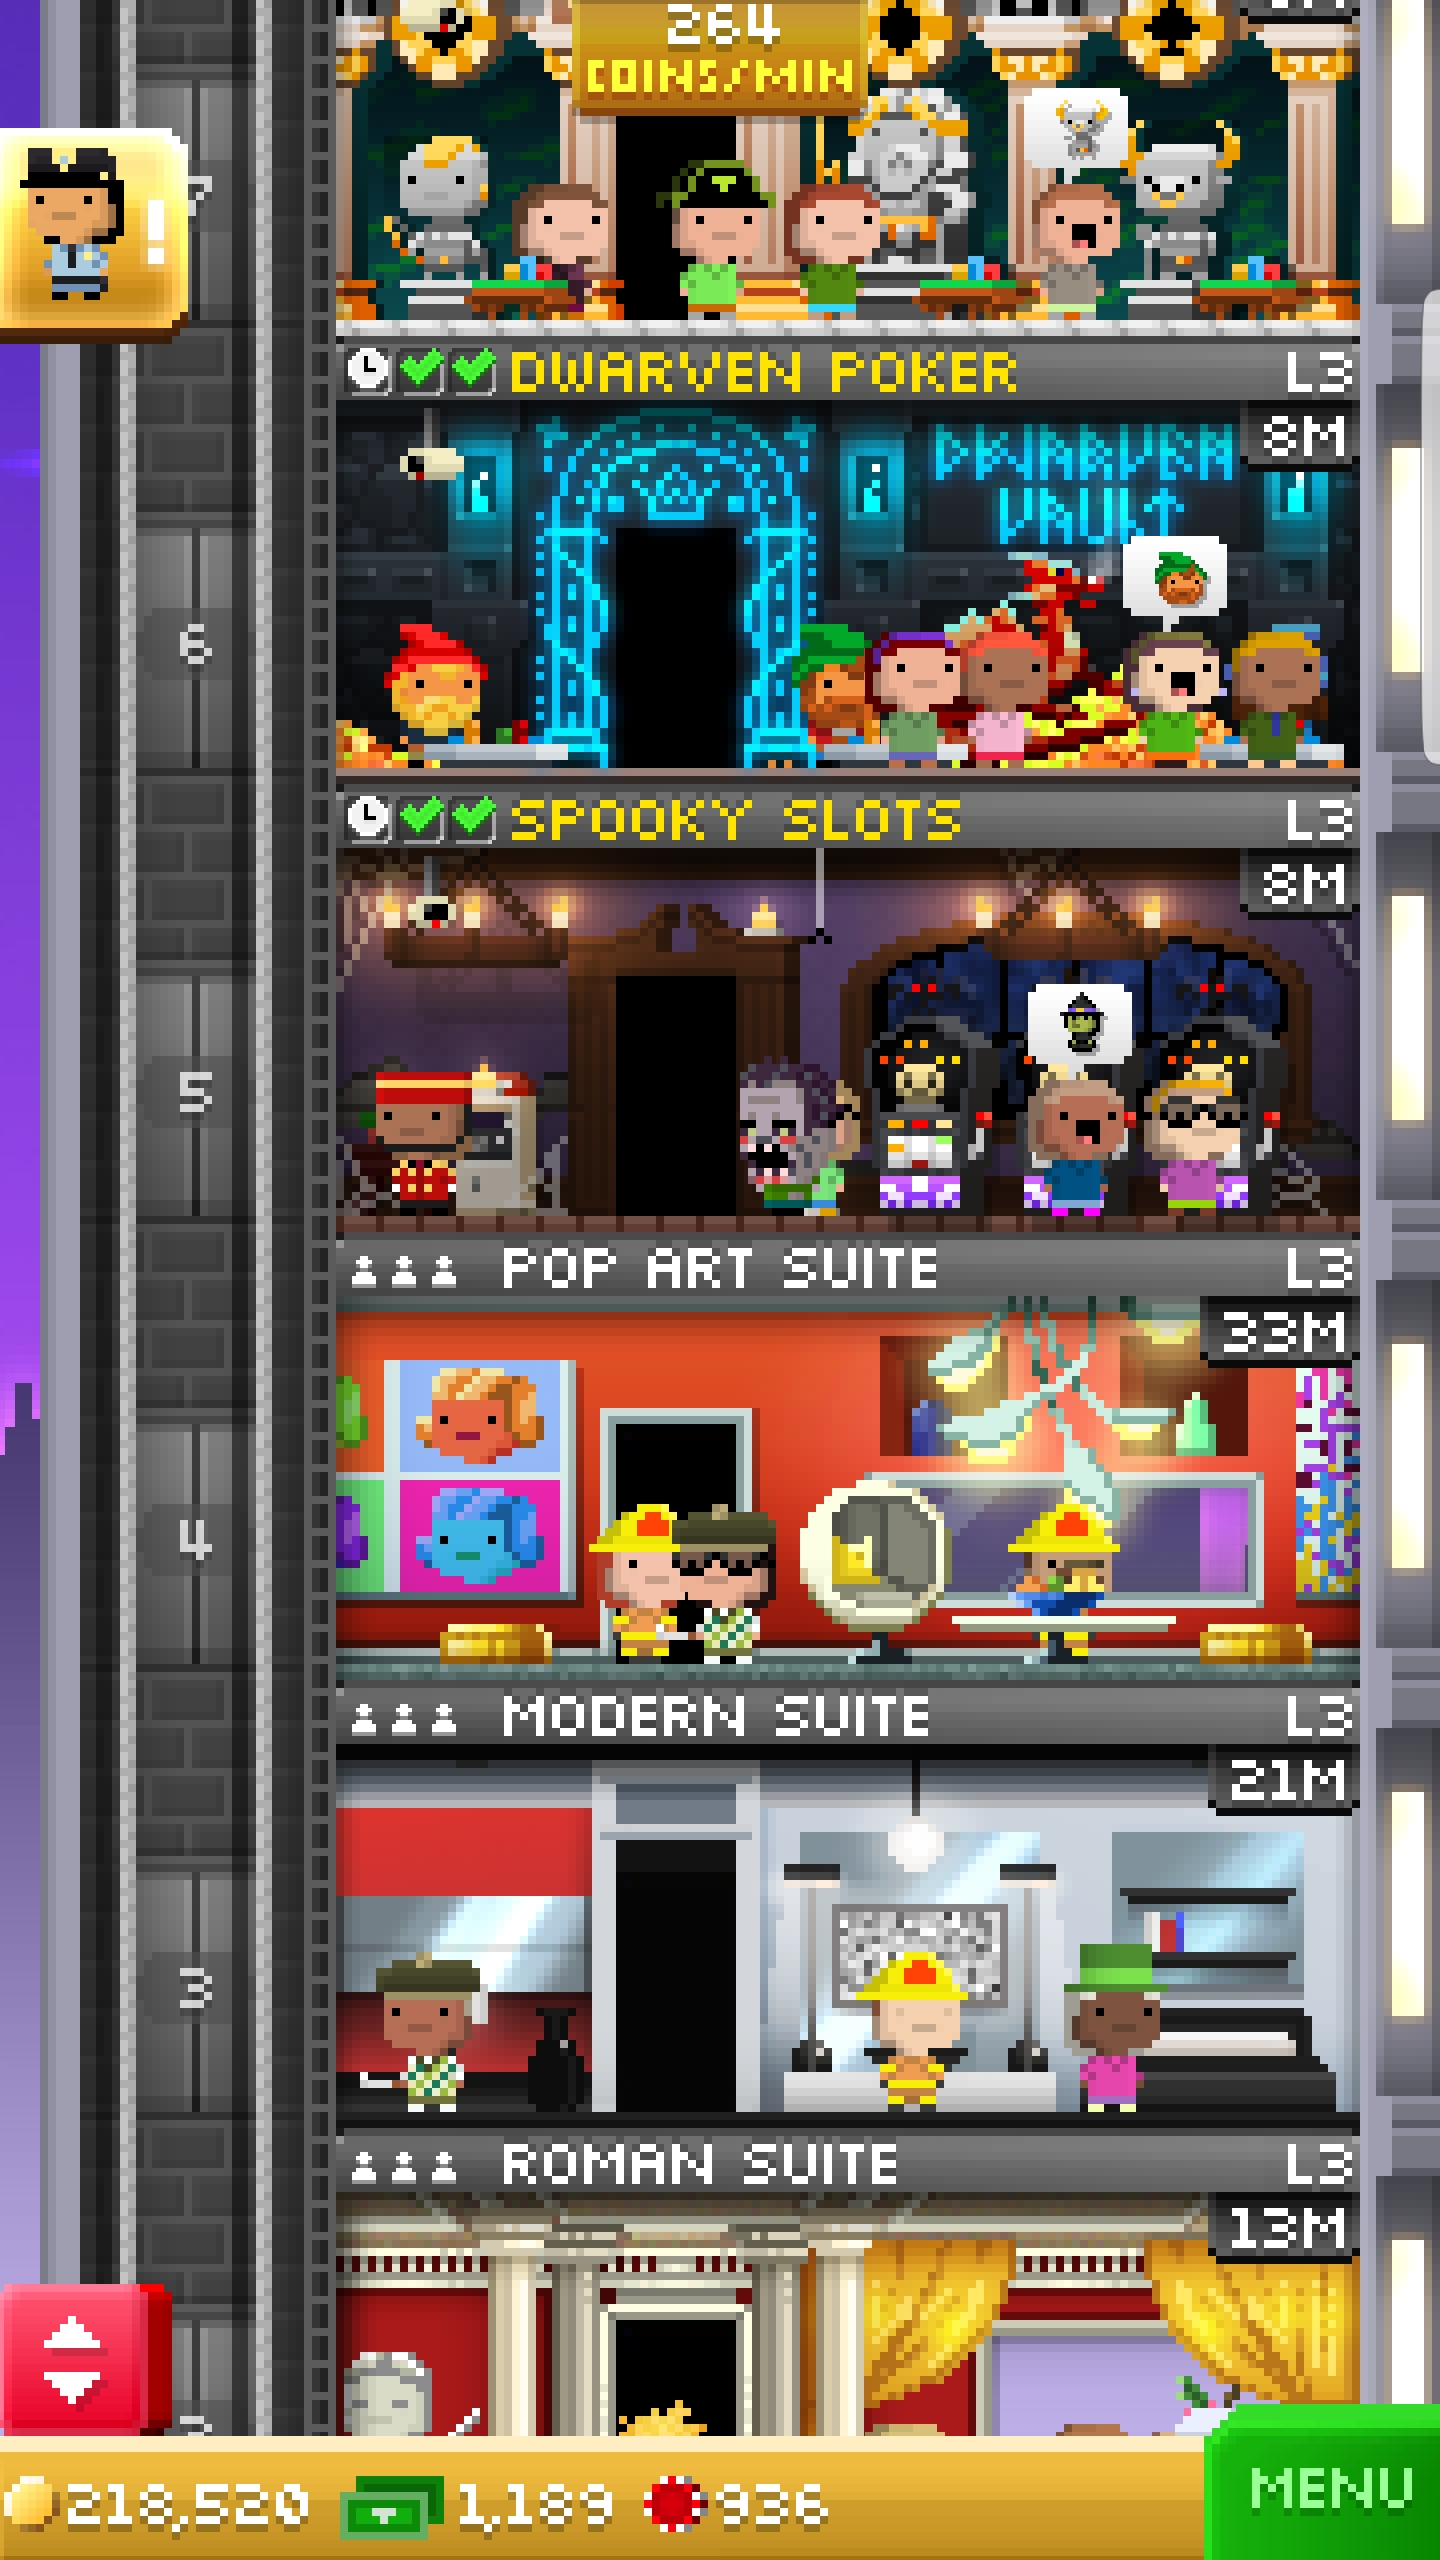 264
COINS/MIN
!
7
DWARVEN POKER L3
8M
DWARVEN
VAULT
6
SPOOKY SLOTS L3
8M
5
POP ART SUITE L3
33M
4
MODERN SUITE L3
21M
3
ROMAN SUITE L3
13M
218,520 1,189 936
MENU